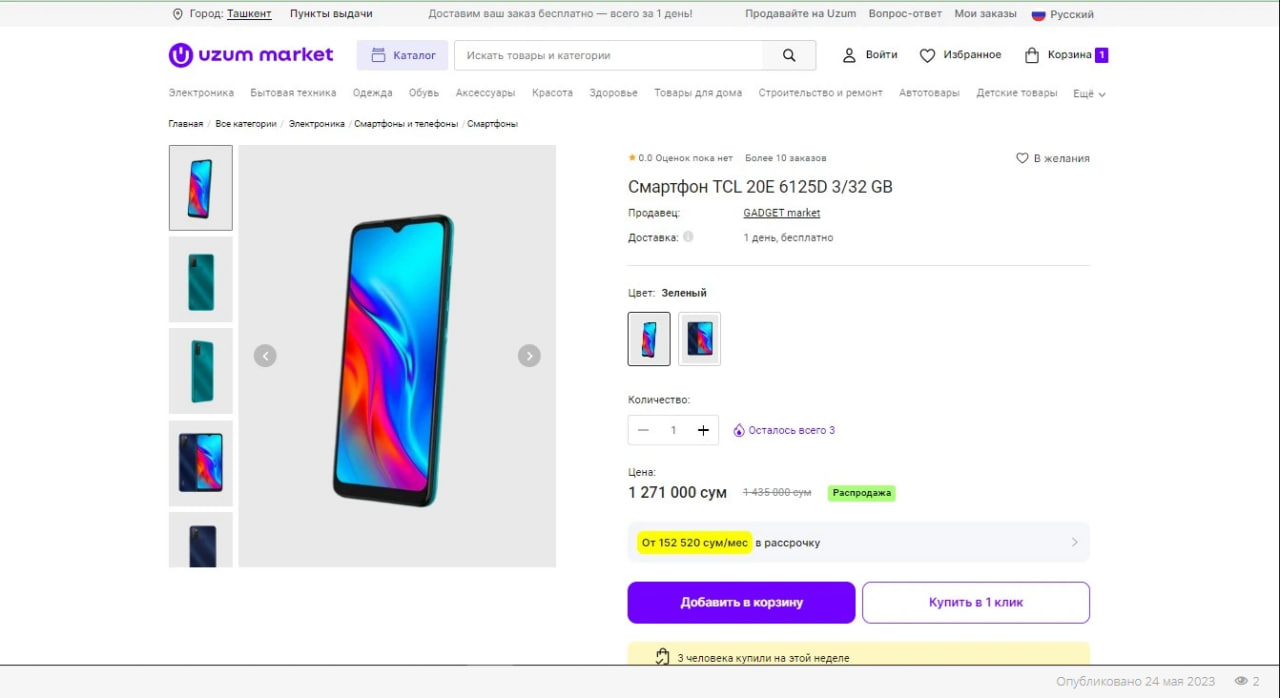 Город: Ташкент Пункты выдачи Доставим ваш заказ бесплатно — всего за 1 день! Продавайте на Uzum Вопрос-ответ Мои заказы Русский
uzum market Каталог Искать товары и категории Войти Избранное Корзина 1
Электроника Бытовая техника Одежда Обувь Аксессуары Красота Здоровье Товары для дома Строительство и ремонт Автотовары Детские товары Ещё
Главная / Все категории / Электроника / Смартфоны и телефоны / Смартфоны
0.0 Оценок пока нет Более 10 заказов В желания
Смартфон TCL 20E 6125D 3/32 GB
Продавец: GADGET market
Доставка: 1 день, бесплатно
Цвет: Зеленый
Количество:
1 Осталось всего 3
Цена:
1 271 000 сум 1 435 000 сум Распродажа
От 152 520 сум/мес в рассрочку
Добавить в корзину Купить в 1 клик
3 человека купили на этой неделе
Опубликовано 24 мая 2023 2